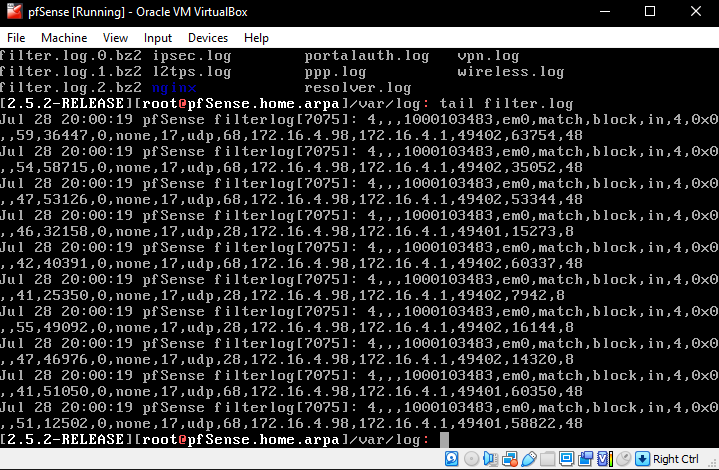 pfSense [Running] - Oracle VM VirtualBox
File Machine View Input Devices Help
filter.log.0.bz2 ipsec.log portalauth.log vpn.log
filter.log.1.bz2 l2tps.log ppp.log wireless.log
filter.log.2.bz2 nginx resolver.log
[2.5.2-RELEASE][root@pfSense.home.arpa]/var/log: tail filter.log
Jul 28 20:00:19 pfSense filterlog[7075]: 4,,,1000103483,em0,match,block,in,4,0x0
,,59,36447,0,none,17,udp,68,172.16.4.98,172.16.4.1,49402,63754,48
Jul 28 20:00:19 pfSense filterlog[7075]: 4,,,1000103483,em0,match,block,in,4,0x0
,,54,58715,0,none,17,udp,68,172.16.4.98,172.16.4.1,49402,35052,48
Jul 28 20:00:19 pfSense filterlog[7075]: 4,,,1000103483,em0,match,block,in,4,0x0
,,47,53126,0,none,17,udp,68,172.16.4.98,172.16.4.1,49402,53344,48
Jul 28 20:00:19 pfSense filterlog[7075]: 4,,,1000103483,em0,match,block,in,4,0x0
,,46,32158,0,none,17,udp,28,172.16.4.98,172.16.4.1,49401,15273,8
Jul 28 20:00:19 pfSense filterlog[7075]: 4,,,1000103483,em0,match,block,in,4,0x0
,,42,40391,0,none,17,udp,68,172.16.4.98,172.16.4.1,49402,60337,48
Jul 28 20:00:19 pfSense filterlog[7075]: 4,,,1000103483,em0,match,block,in,4,0x0
,,41,25350,0,none,17,udp,28,172.16.4.98,172.16.4.1,49402,7942,8
Jul 28 20:00:19 pfSense filterlog[7075]: 4,,,1000103483,em0,match,block,in,4,0x0
,,55,49092,0,none,17,udp,28,172.16.4.98,172.16.4.1,49402,16144,8
Jul 28 20:00:19 pfSense filterlog[7075]: 4,,,1000103483,em0,match,block,in,4,0x0
,,47,46976,0,none,17,udp,28,172.16.4.98,172.16.4.1,49402,14320,8
Jul 28 20:00:19 pfSense filterlog[7075]: 4,,,1000103483,em0,match,block,in,4,0x0
,,41,51050,0,none,17,udp,68,172.16.4.98,172.16.4.1,49401,60350,48
Jul 28 20:00:19 pfSense filterlog[7075]: 4,,,1000103483,em0,match,block,in,4,0x0
,,51,12502,0,none,17,udp,68,172.16.4.98,172.16.4.1,49401,58822,48
[2.5.2-RELEASE][root@pfSense.home.arpa]/var/log:
Right Ctrl